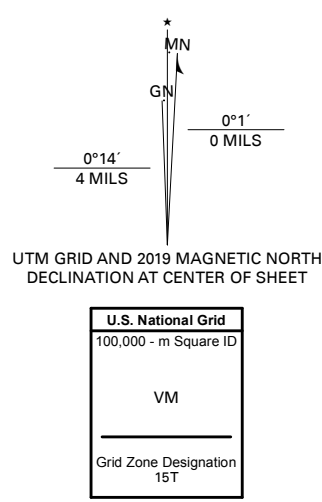 ★
MN
GN
0°1´
0 MILS
0°14´
4 MILS
UTM GRID AND 2019 MAGNETIC NORTH
DECLINATION AT CENTER OF SHEET
U.S. National Grid
100,000 - m Square ID
VM
Grid Zone Designation
15T